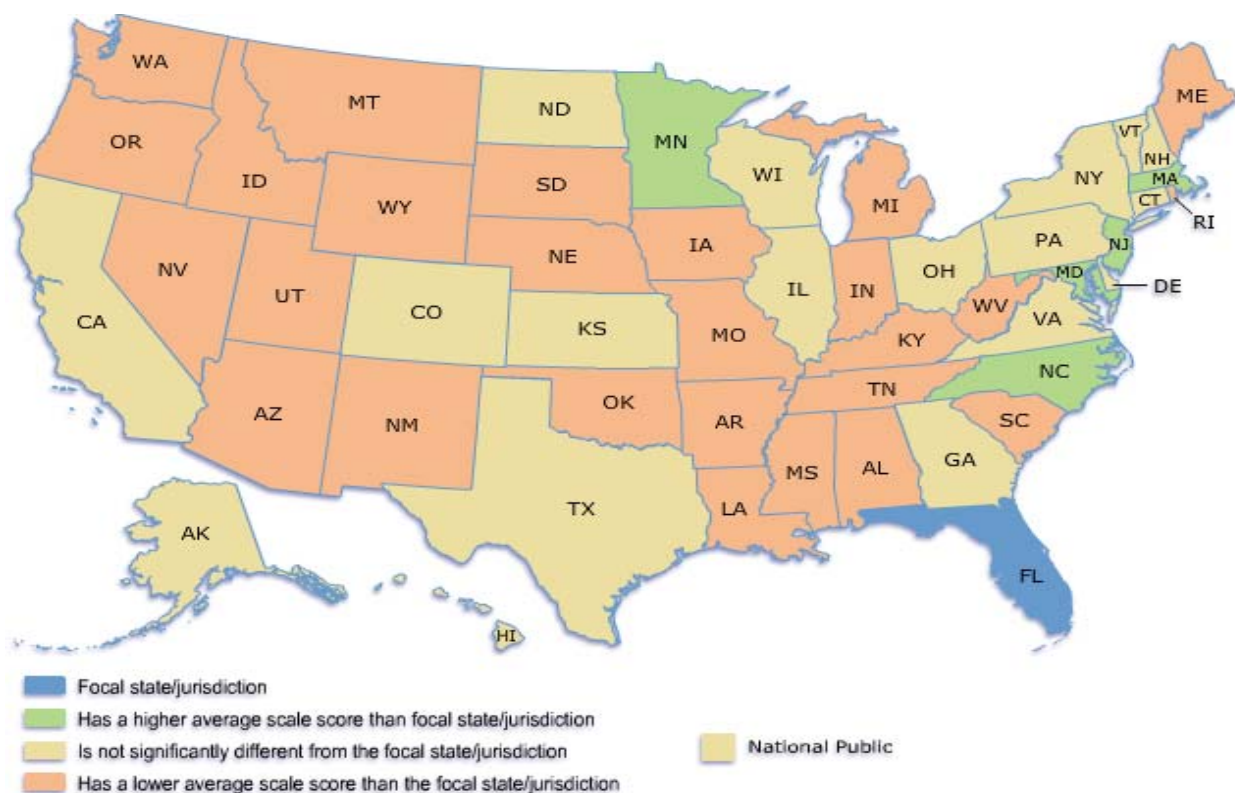 WA
MT
ND
MN
ME
VT
OR
ID
SD
WI
NH
NY
MA
WY
MI
CT
RI
IA
PA
NE
NJ
NV
OH
MD
UT
IL
IN
DE
CO
WV
CA
KS
MO
VA
KY
NC
TN
AZ
OK
NM
AR
SC
MS
AL
GA
TX
LA
AK
FL
HI
Focal state/jurisdiction
Has a higher average scale score than focal state/jurisdiction
Is not significantly different from the focal state/jurisdiction
National Public
Has a lower average scale score than the focal state/jurisdiction